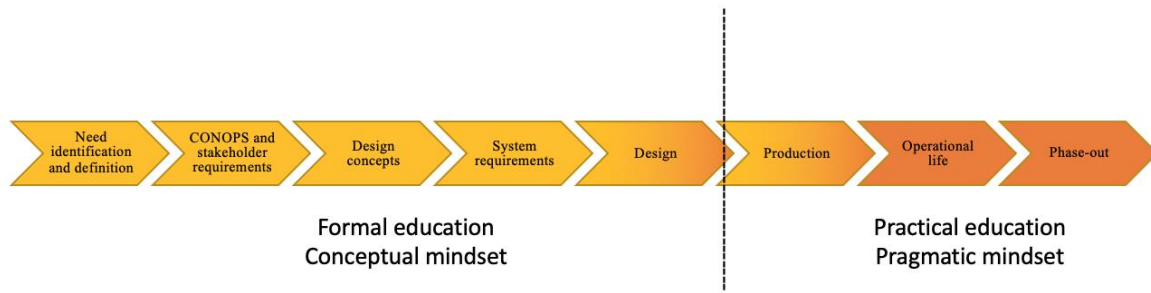 Need
identification
and definition
CONOPS and
stakeholder
requirements
Design
concepts
System
requirements
Design
Production
Operational
life
Phase-out
Formal education
Conceptual mindset
Practical education
Pragmatic mindset